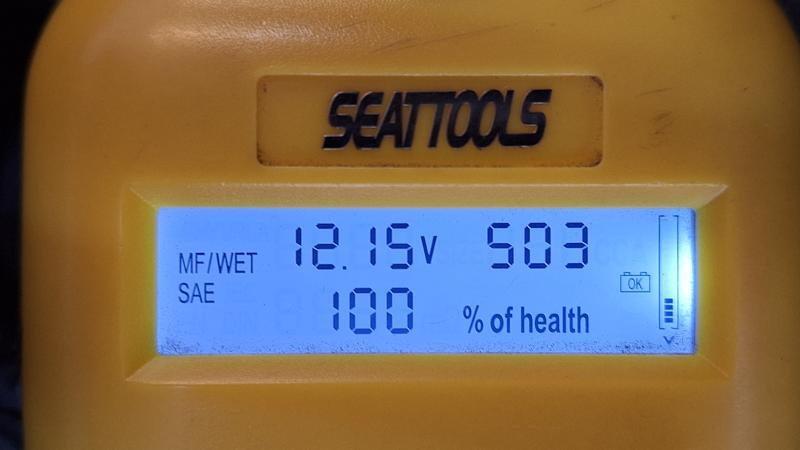 SEATTOOLS
MF/WET 12.15V 503
SAE
OK
100 % of health